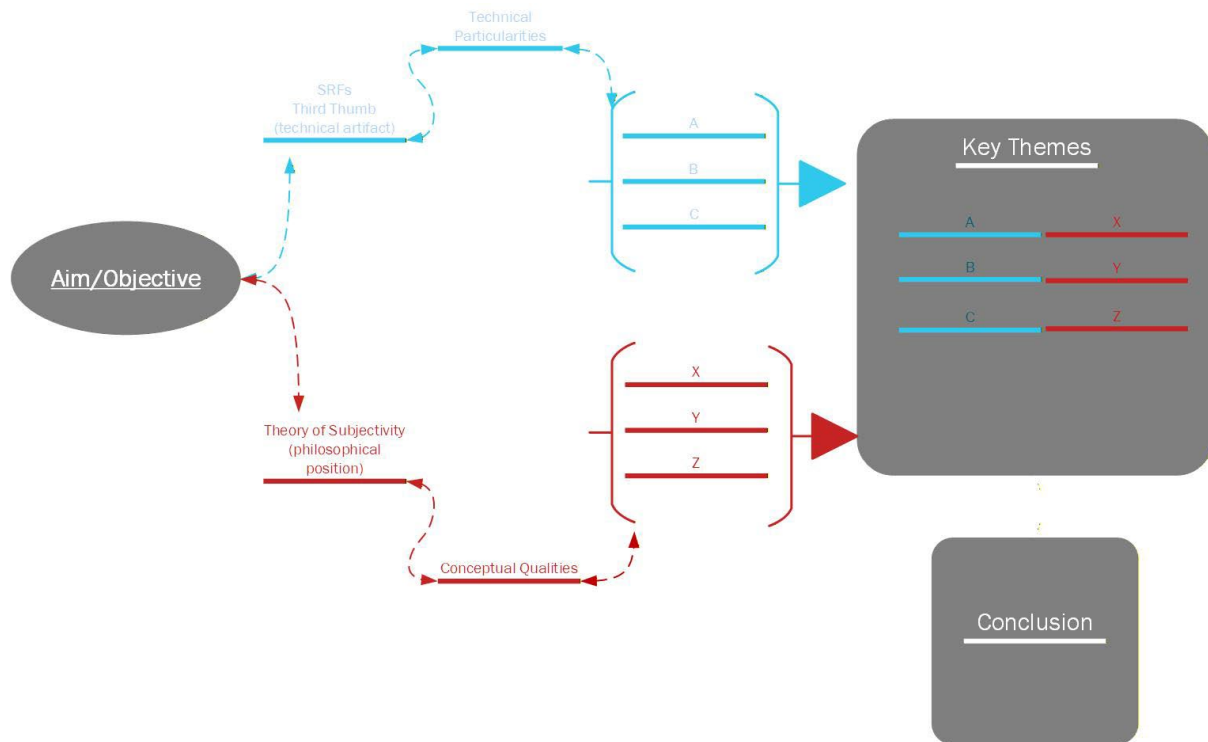 Technical
Particularities
SRFs
Third Thumb
(technical artifact)
A
B
C
Aim/Objective
Key Themes
A X
B Y
C Z
Theory of Subjectivity
(philosophical
position)
X
Y
Z
Conceptual Qualities
Conclusion